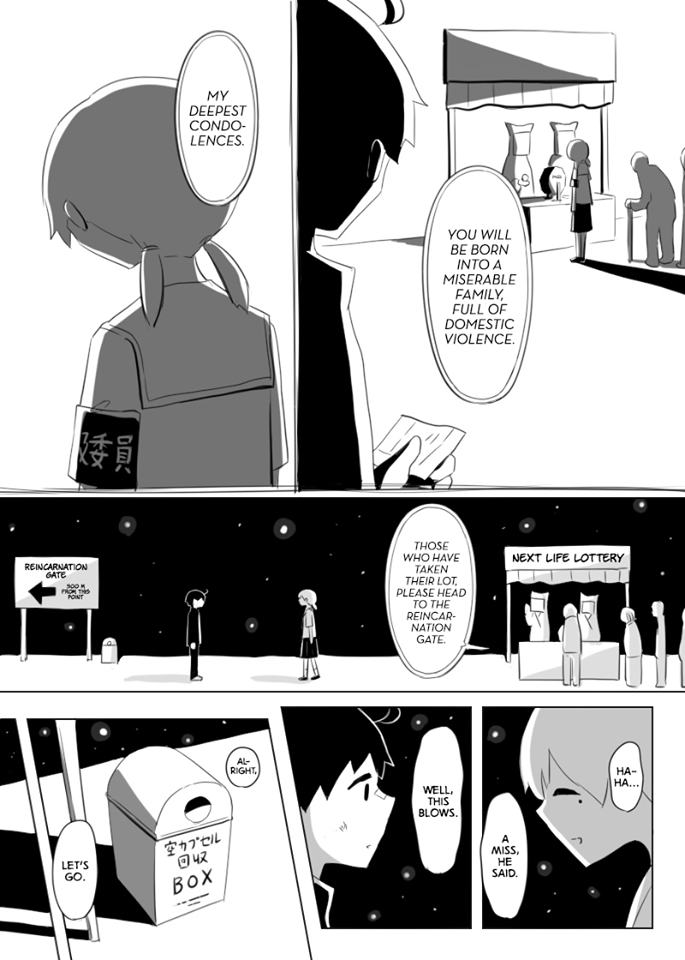 YOU WILL
BE BORN
INTO A
MISERABLE
FAMILY,
FULL OF
DOMESTIC
VIOLENCE.
MY
DEEPEST
CONDO-
LENCES.
級委員
NEXT LIFE LOTTERY
THOSE
WHO HAVE
TAKEN
THEIR LOT,
PLEASE HEAD
TO THE
REINCAR-
NATION
GATE.
REINCARNATION
GATE
300 M
FROM THIS
POINT
HA-
HA...
A
MISS,
HE
SAID.
WELL,
THIS
BLOWS.
AL-
RIGHT,
LET'S
GO.
空カプセル
回収
BOX